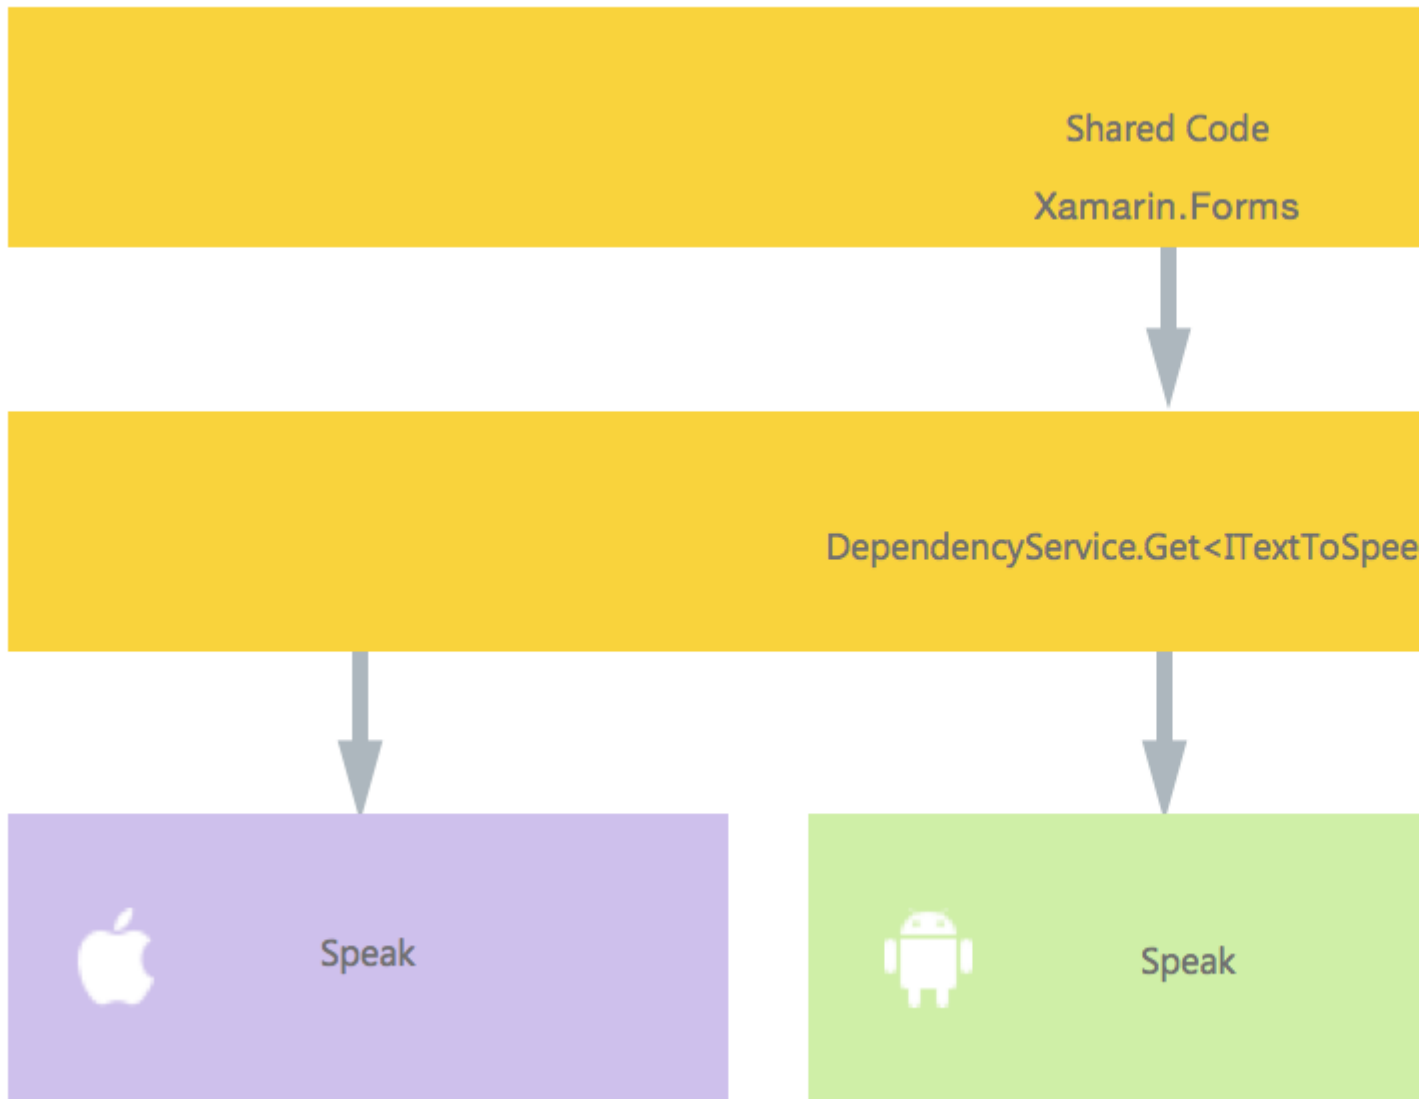 Shared Code
Xamarin.Forms
DependencyService.Get<ITextToSpee
Speak
Speak